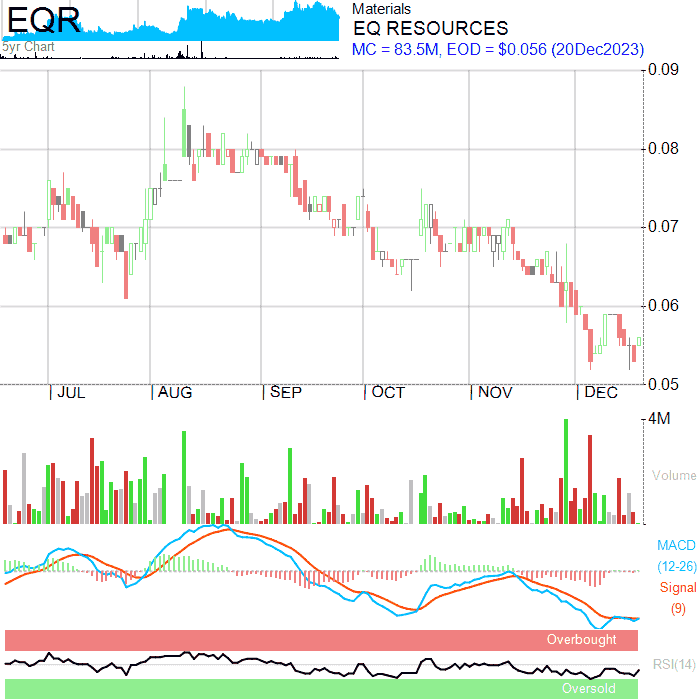 EQR
5yr Chart
Materials
EQ RESOURCES
MC = 83.5M, EOD = $0.056 (20Dec2023)
0.09
0.08
0.07
0.06
0.05
JUL AUG SEP OCT NOV DEC
4M
Volume
MACD
(12-26)
Signal
(9)
Overbought
RSI(14)
Oversold